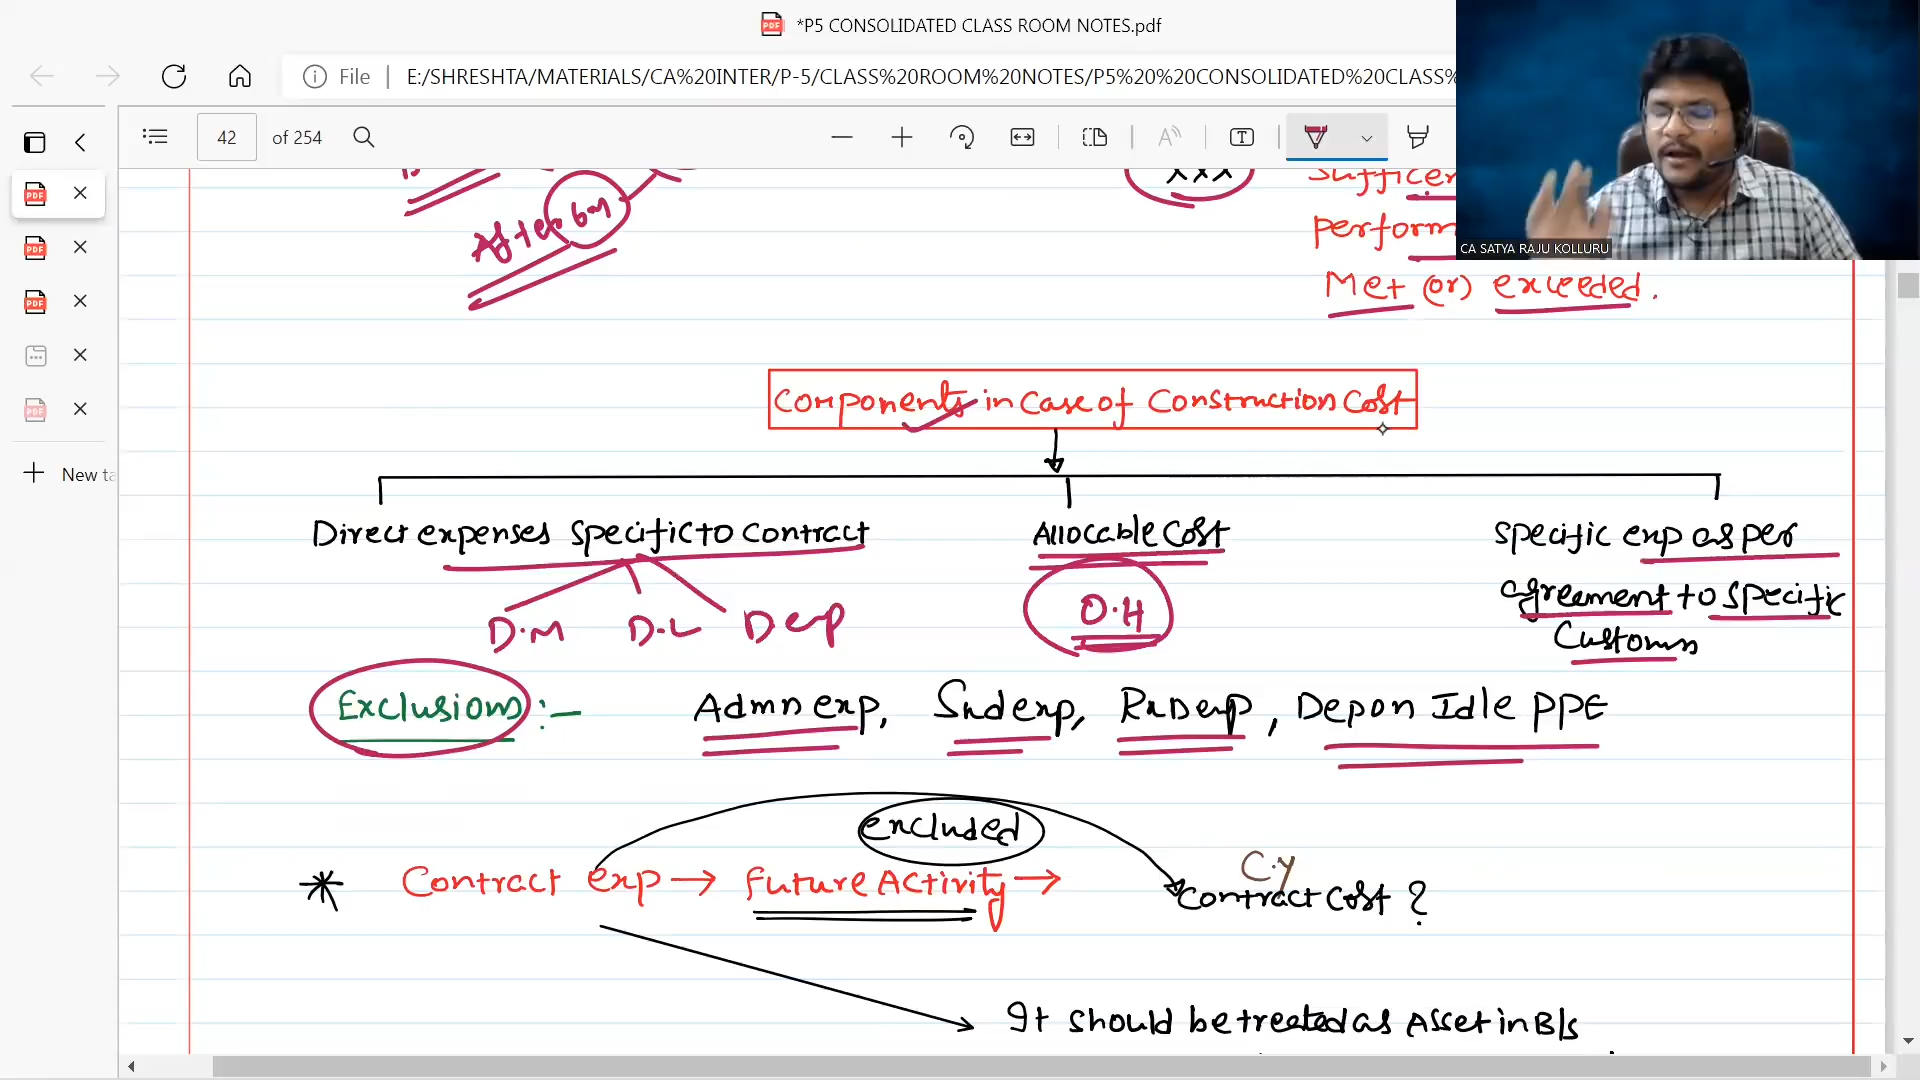 *P5 CONSOLIDATED CLASS ROOM NOTES.pdf
File E:/SHRESHTA/MATERIALS/CA%20INTER/P-5/CLASS%20ROOM%20NOTES/P5%20%20CONSOLIDATED%20CLASS%
42 of 254
New ta
CA SATYA RAJU KOLLURU
After 6m
xxx
perform
Met (or) exceeded.
Components in case of Construction Cost
Direct expenses specific to contract
Allocable Cost
specific exp as per
agreement to specific
D.M D.L D exp
O.H
Exclusions :-
Admn exp, SnD exp, RnD exp, Dep on Idle PPE
excluded
C.Y
* Contract exp → Future Activity → Contract Cost ?
It should be treated as Asset in B/s